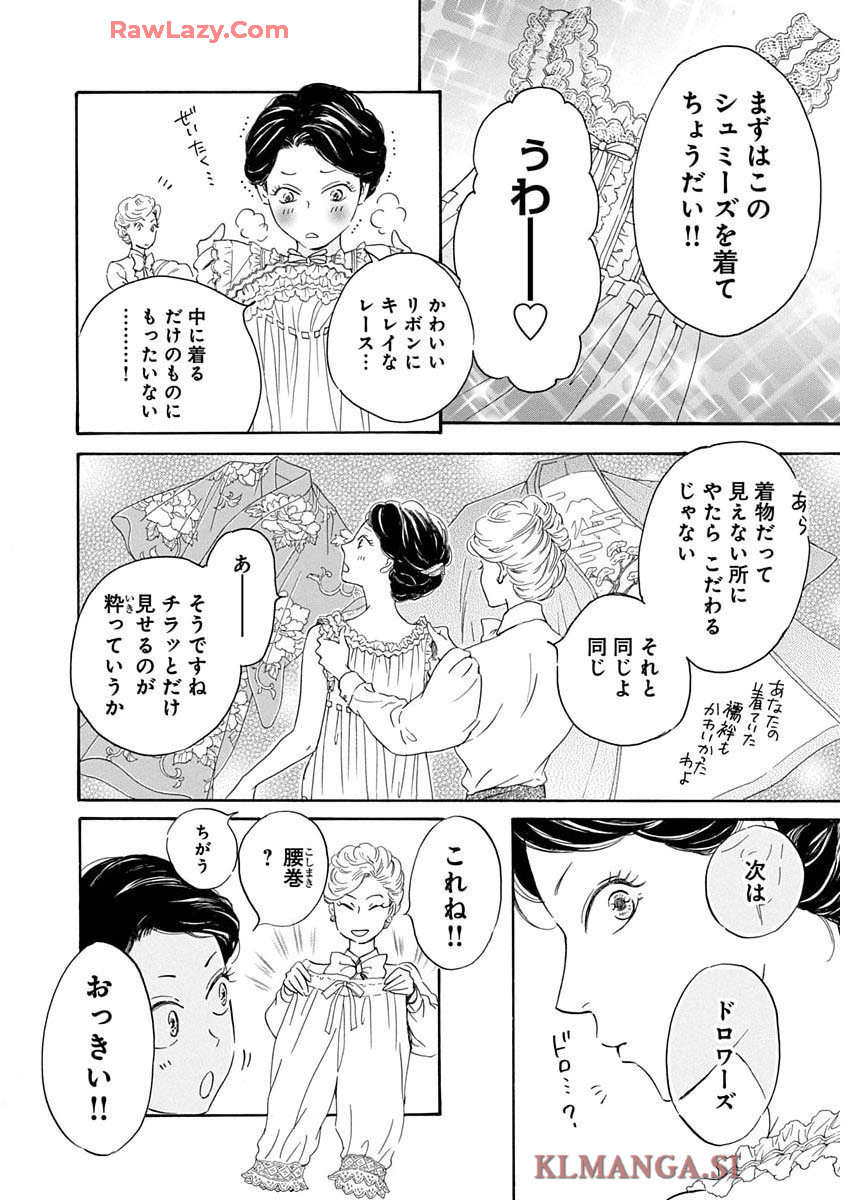 RawLazy.Com
まずはこの
シュミーズを着て
ちょうだい!!
うわ――♡
ぜいたく…
かわいい
リボンに
キレイな
レース…
中に着る
だけのものに
もったいない
………!
あら
着物だって
見えない所に
やたら こだわる
じゃない
それと
同じよ
同じ
あなたの
着ていた
襦袢も
かわいかった
わよ
あ――
そうですね
チラッとだけ
見せるのが
粋っていうか
いき
次は
ドロワーズ
ドロ…?
これね!!
腰巻
こしまき
?
ちがう
おっきい!!
KLMANGA.SI